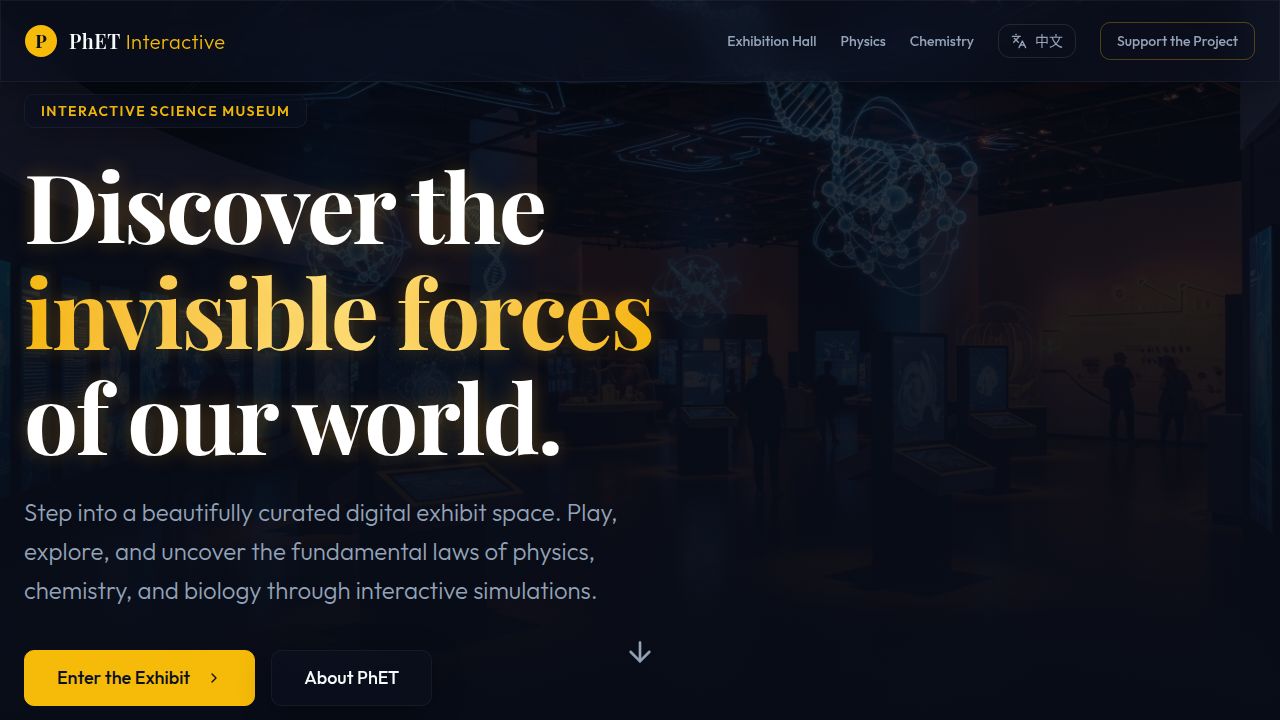 P PhET Interactive
Exhibition Hall Physics Chemistry 中文 Support the Project
INTERACTIVE SCIENCE MUSEUM
Discover the
invisible forces
of our world.
Step into a beautifully curated digital exhibit space. Play,
explore, and uncover the fundamental laws of physics,
chemistry, and biology through interactive simulations.
Enter the Exhibit
About PhET